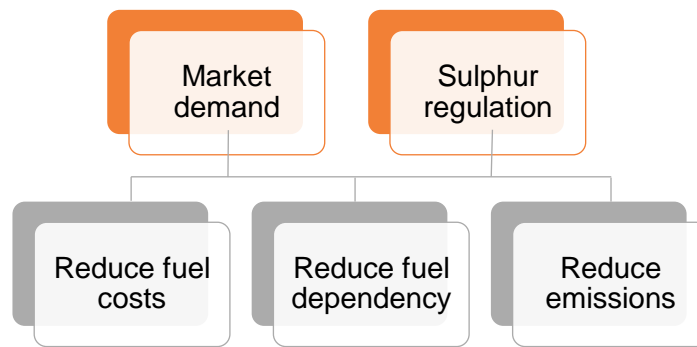 Market
demand
Sulphur
regulation
Reduce fuel
costs
Reduce fuel
dependency
Reduce
emissions